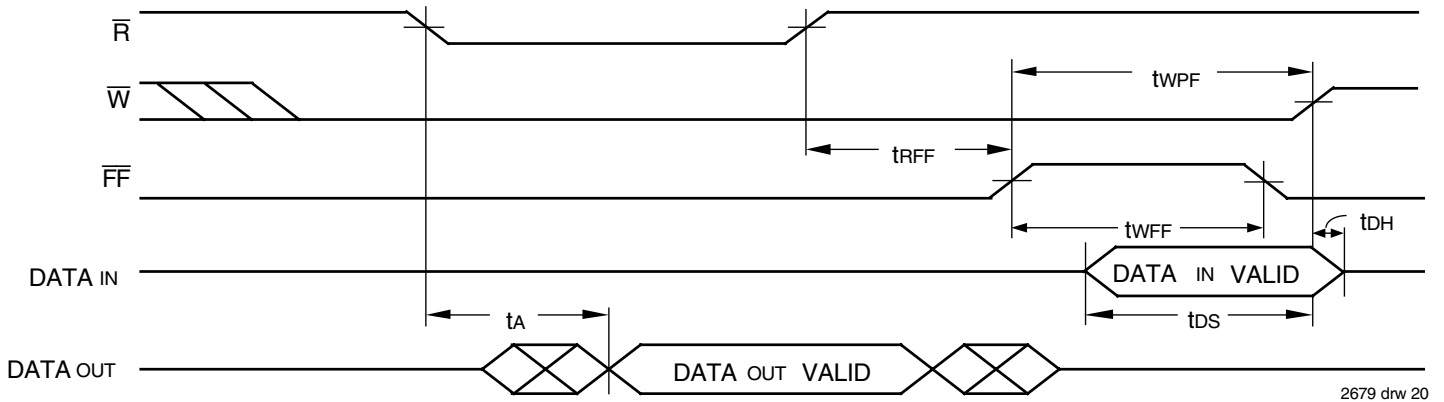 R̅
tWPF
W̅
tRFF
F̅F̅
tWFF
tDH
DATA IN
DATA IN VALID
tA
tDS
DATA OUT
DATA OUT VALID
2679 drw 20